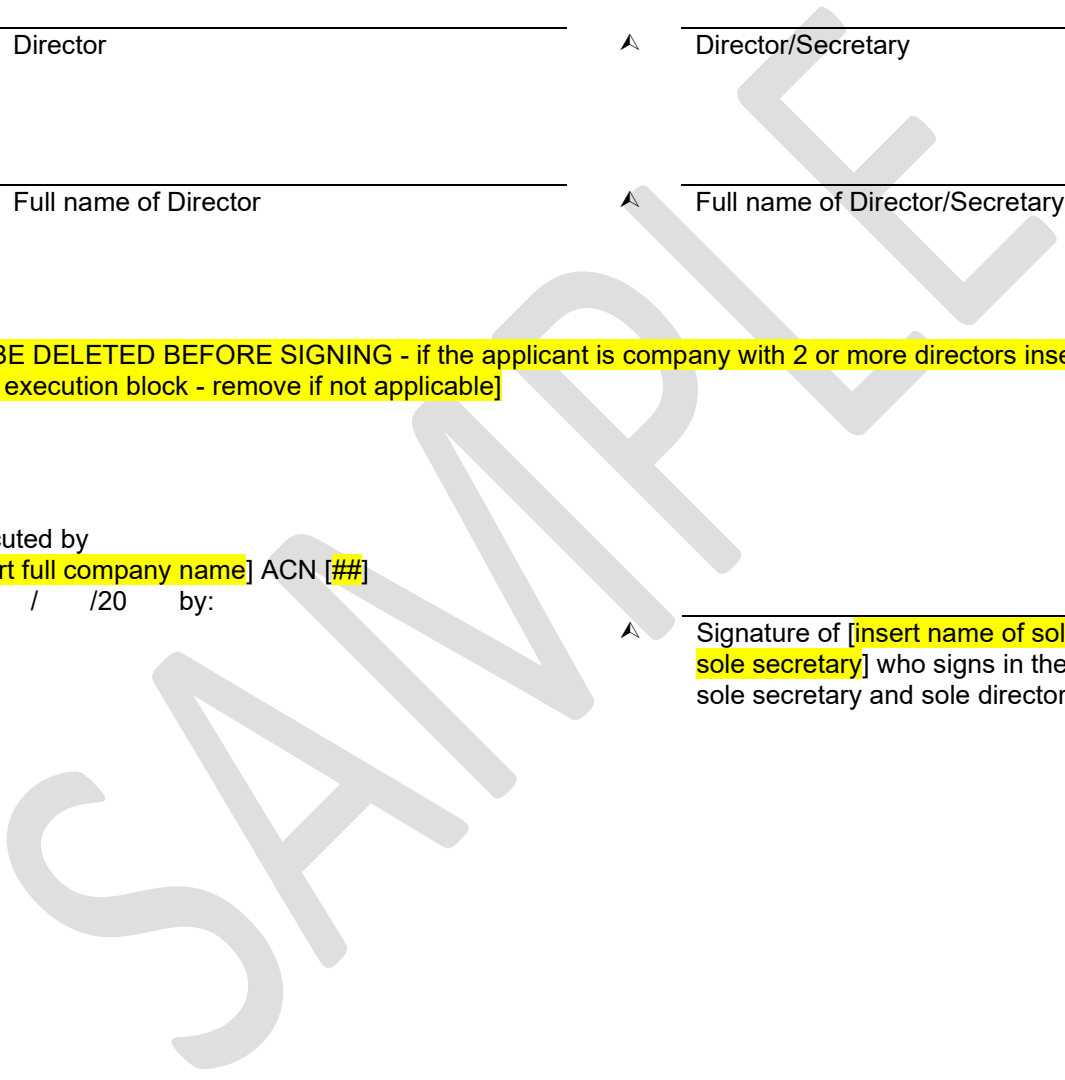 Director Director/Secretary
Full name of Director Full name of Director/Secretary
BE DELETED BEFORE SIGNING - if the applicant is company with 2 or more directors inse
execution block - remove if not applicable]
cuted by
rt full company name] ACN [##]
/ /20 by:
Signature of [insert name of sol
sole secretary] who signs in the
sole secretary and sole director
SAMPLE